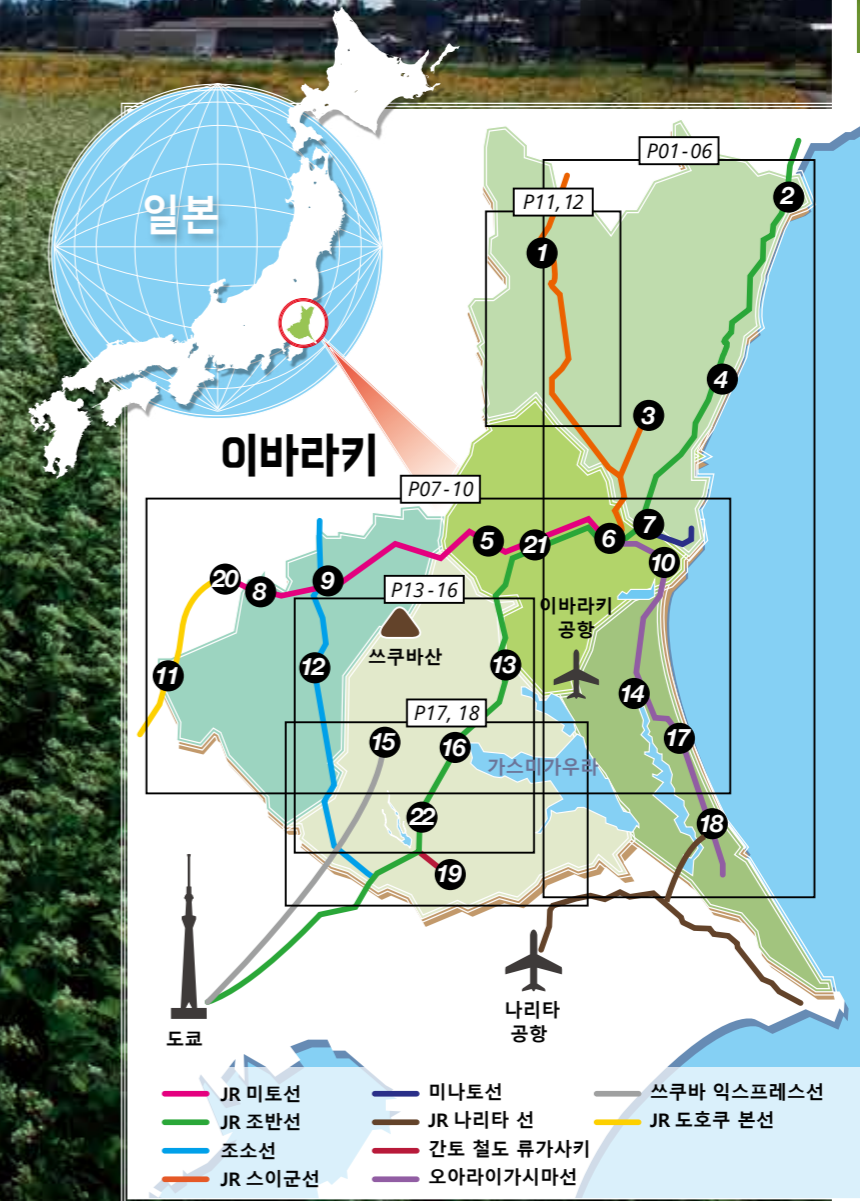 일본
이바라키
P01-06
P11, 12
2
1
4
3
P07-10
7
5
21
6
10
20
8
9
P13-16
이바라키
공항
쓰쿠바산
11
12
13
14
P17, 18
15
16
17
가스미가우라
22
18
19
도쿄
나리타
공항
JR 미토선
JR 조반선
조소선
JR 스이군선
미나토선
JR 나리타 선
간토 철도 류가사키
오아라이가시마선
쓰쿠바 익스프레스선
JR 도호쿠 본선